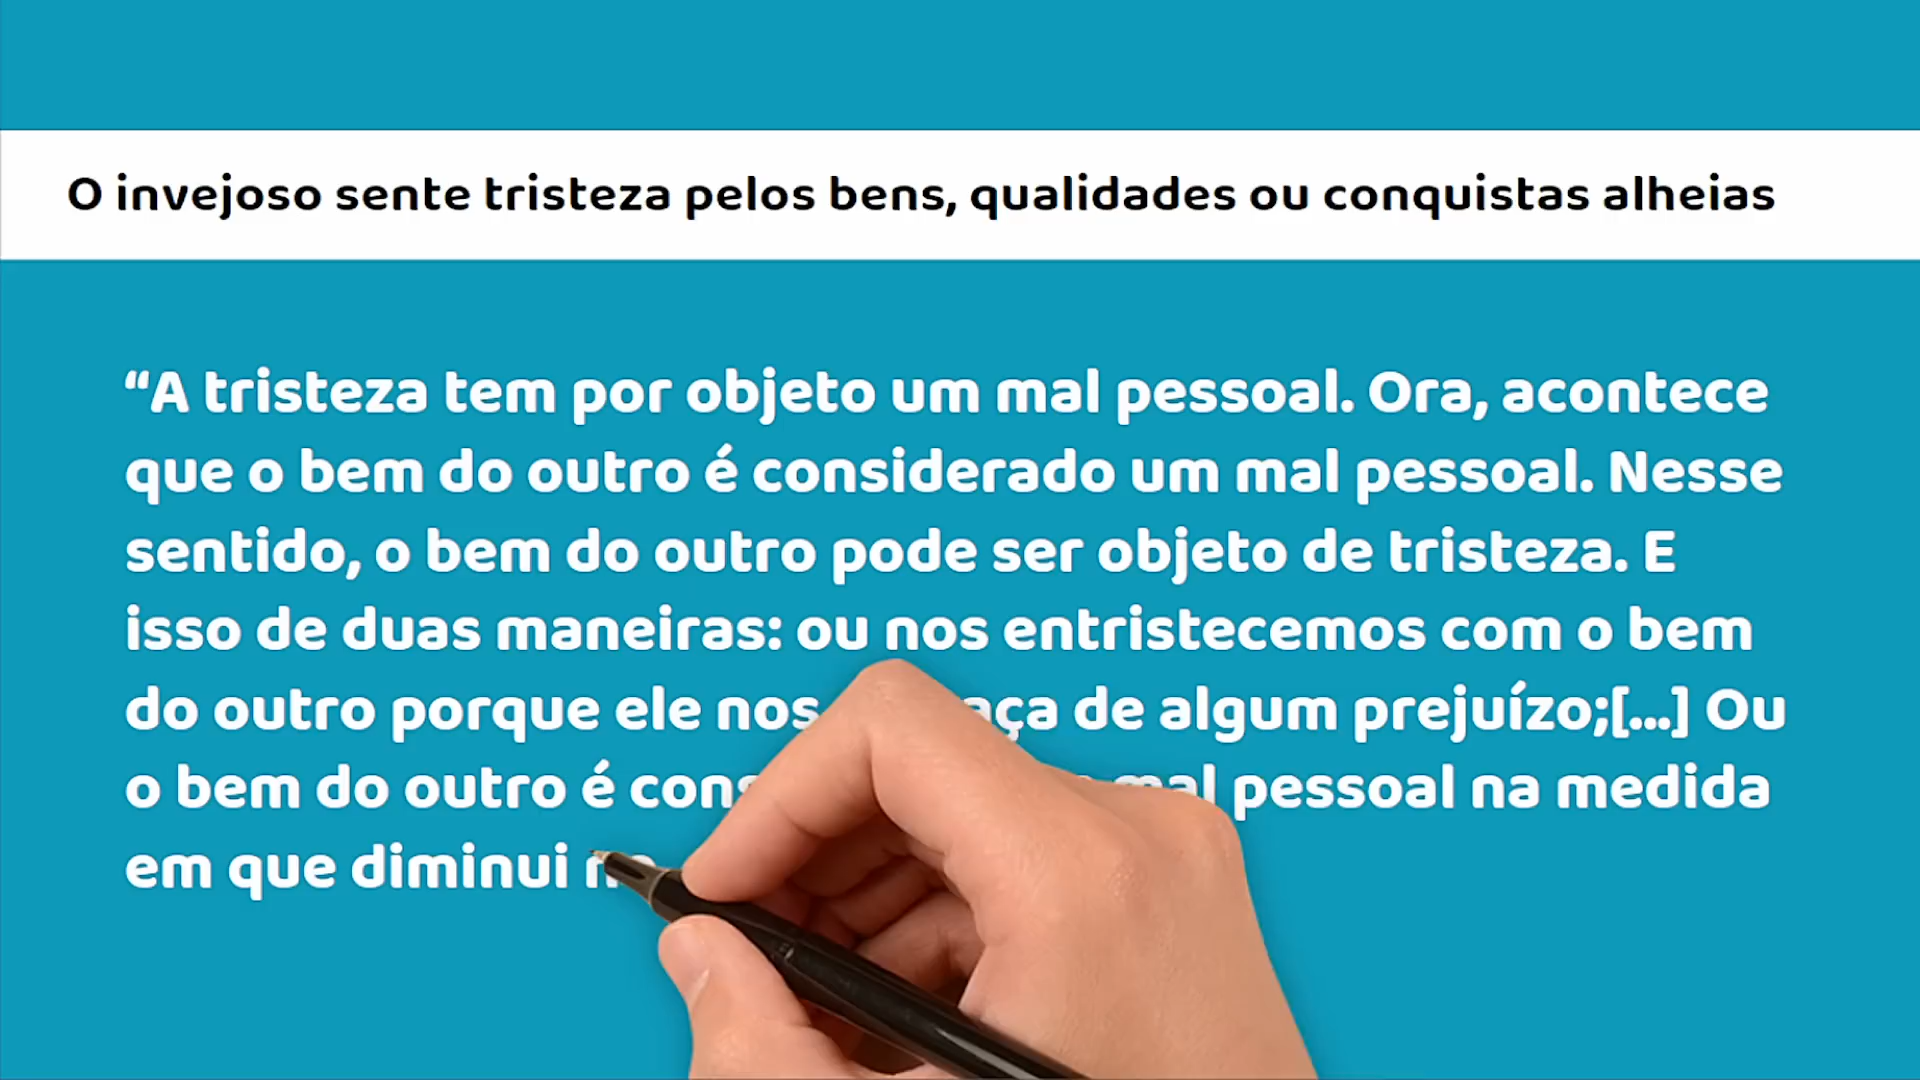 O invejoso sente tristeza pelos bens, qualidades ou conquistas alheias
“A tristeza tem por objeto um mal pessoal. Ora, acontece
que o bem do outro é considerado um mal pessoal. Nesse
sentido, o bem do outro pode ser objeto de tristeza. E
isso de duas maneiras: ou nos entristecemos com o bem
do outro porque ele nos de algum prejuízo;[...] Ou
o bem do outro é mal pessoal na medida
em que diminui